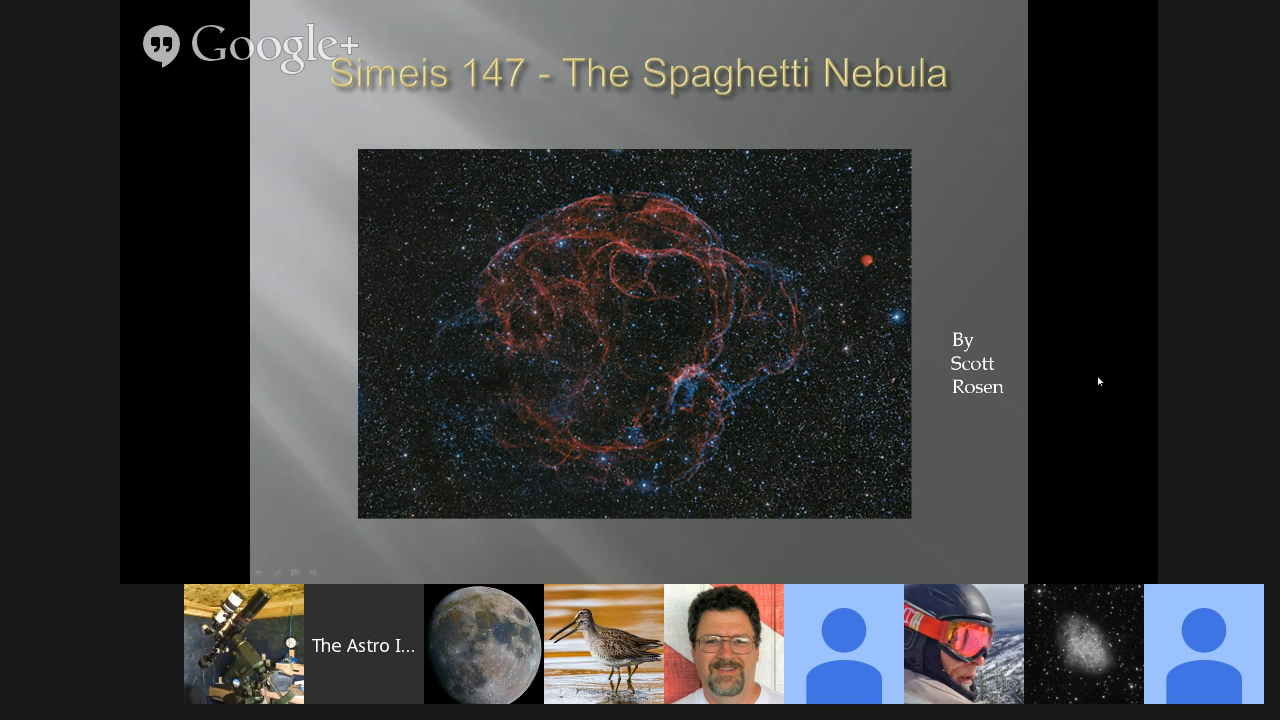 Google+
Simeis 147 - The Spaghetti Nebula
By
Scott
Rosen
The Astro I...